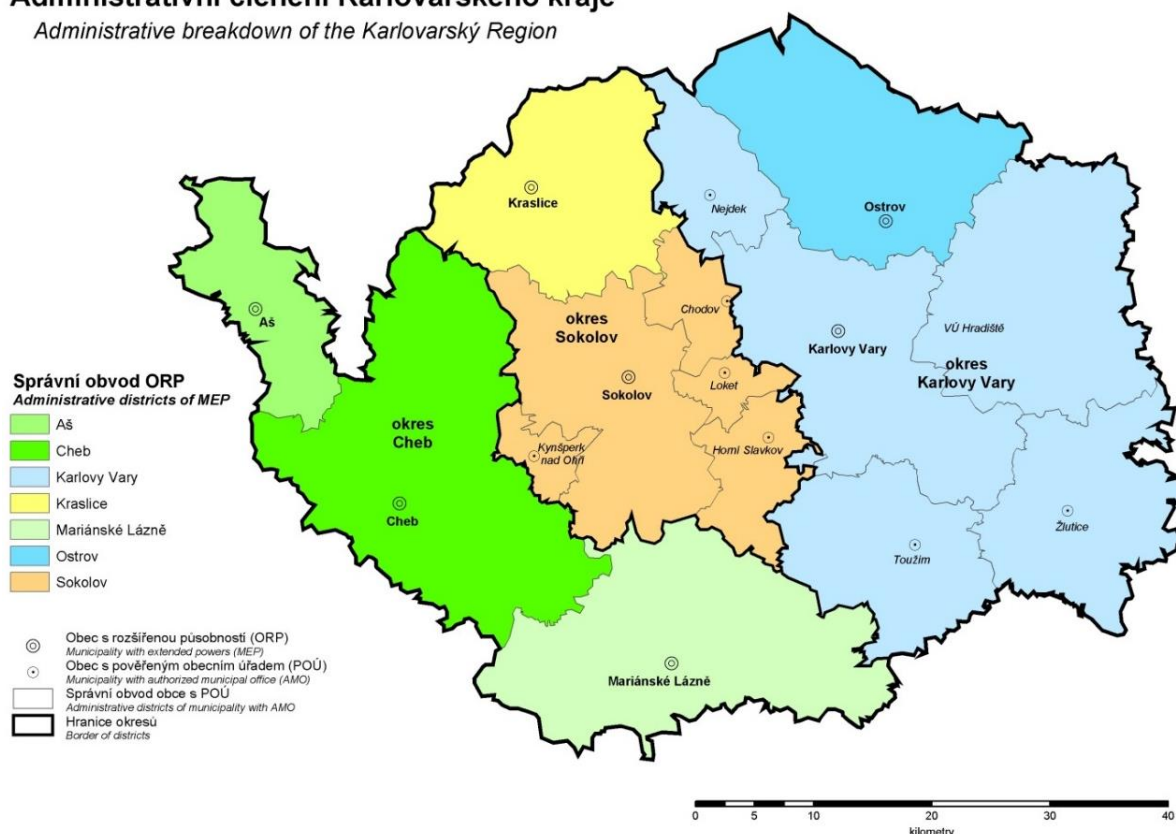 Administrativní členění Karlovarského kraje
Administrative breakdown of the Karlovarský Region
Kraslice
Nejdek
Ostrov
Aš
okres
Sokolov
Chodov
Karlovy Vary
VÚ Hradiště
okres
Karlovy Vary
Loket
Sokolov
okres
Cheb
Kynšperk
nad Ohří
Horní Slavkov
Cheb
Žlutice
Toužim
Mariánské Lázně
Správní obvod ORP
Administrative districts of MEP
Aš
Cheb
Karlovy Vary
Kraslice
Mariánské Lázně
Ostrov
Sokolov
Obec s rozšířenou působností (ORP)
Municipality with extended powers (MEP)
Obec s pověřeným obecním úřadem (POÚ)
Municipality with authorized municipal office (AMO)
Správní obvod obce s POÚ
Administrative districts of municipality with AMO
Hranice okresů
Border of districts
0 5 10 20 30 40
kilometry